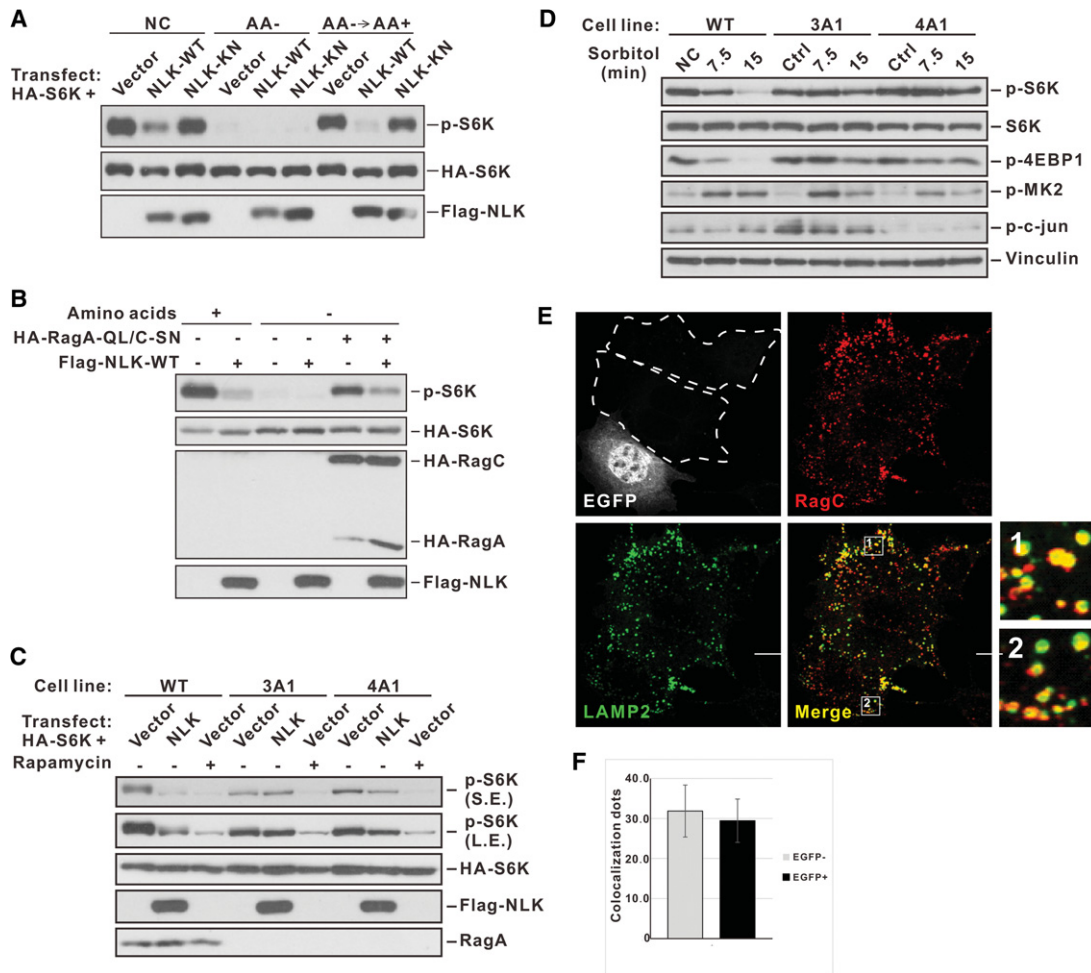 A
NC AA- AA-→AA+
Transfect: Vector NLK-WT NLK-KN Vector NLK-WT NLK-KN Vector NLK-WT NLK-KN
HA-S6K +
p-S6K
HA-S6K
Flag-NLK
B
Amino acids + -
HA-RagA-QL/C-SN - - - - + +
Flag-NLK-WT - + - + - +
p-S6K
HA-S6K
HA-RagC
HA-RagA
Flag-NLK
C
Cell line: WT 3A1 4A1
Transfect: Vector NLK Vector Vector NLK Vector Vector NLK Vector
HA-S6K +
Rapamycin - - + - - + - - +
p-S6K
(S.E.)
p-S6K
(L.E.)
HA-S6K
Flag-NLK
RagA
D
Cell line: WT 3A1 4A1
Sorbitol NC 7.5 15 Ctrl 7.5 15 Ctrl 7.5 15
(min)
p-S6K
S6K
p-4EBP1
p-MK2
p-c-jun
Vinculin
E
EGFP
RagC
LAMP2
Merge
1
2
1
2
F
Colocalization dots
40.0
30.0
20.0
10.0
0.0
EGFP-
EGFP+